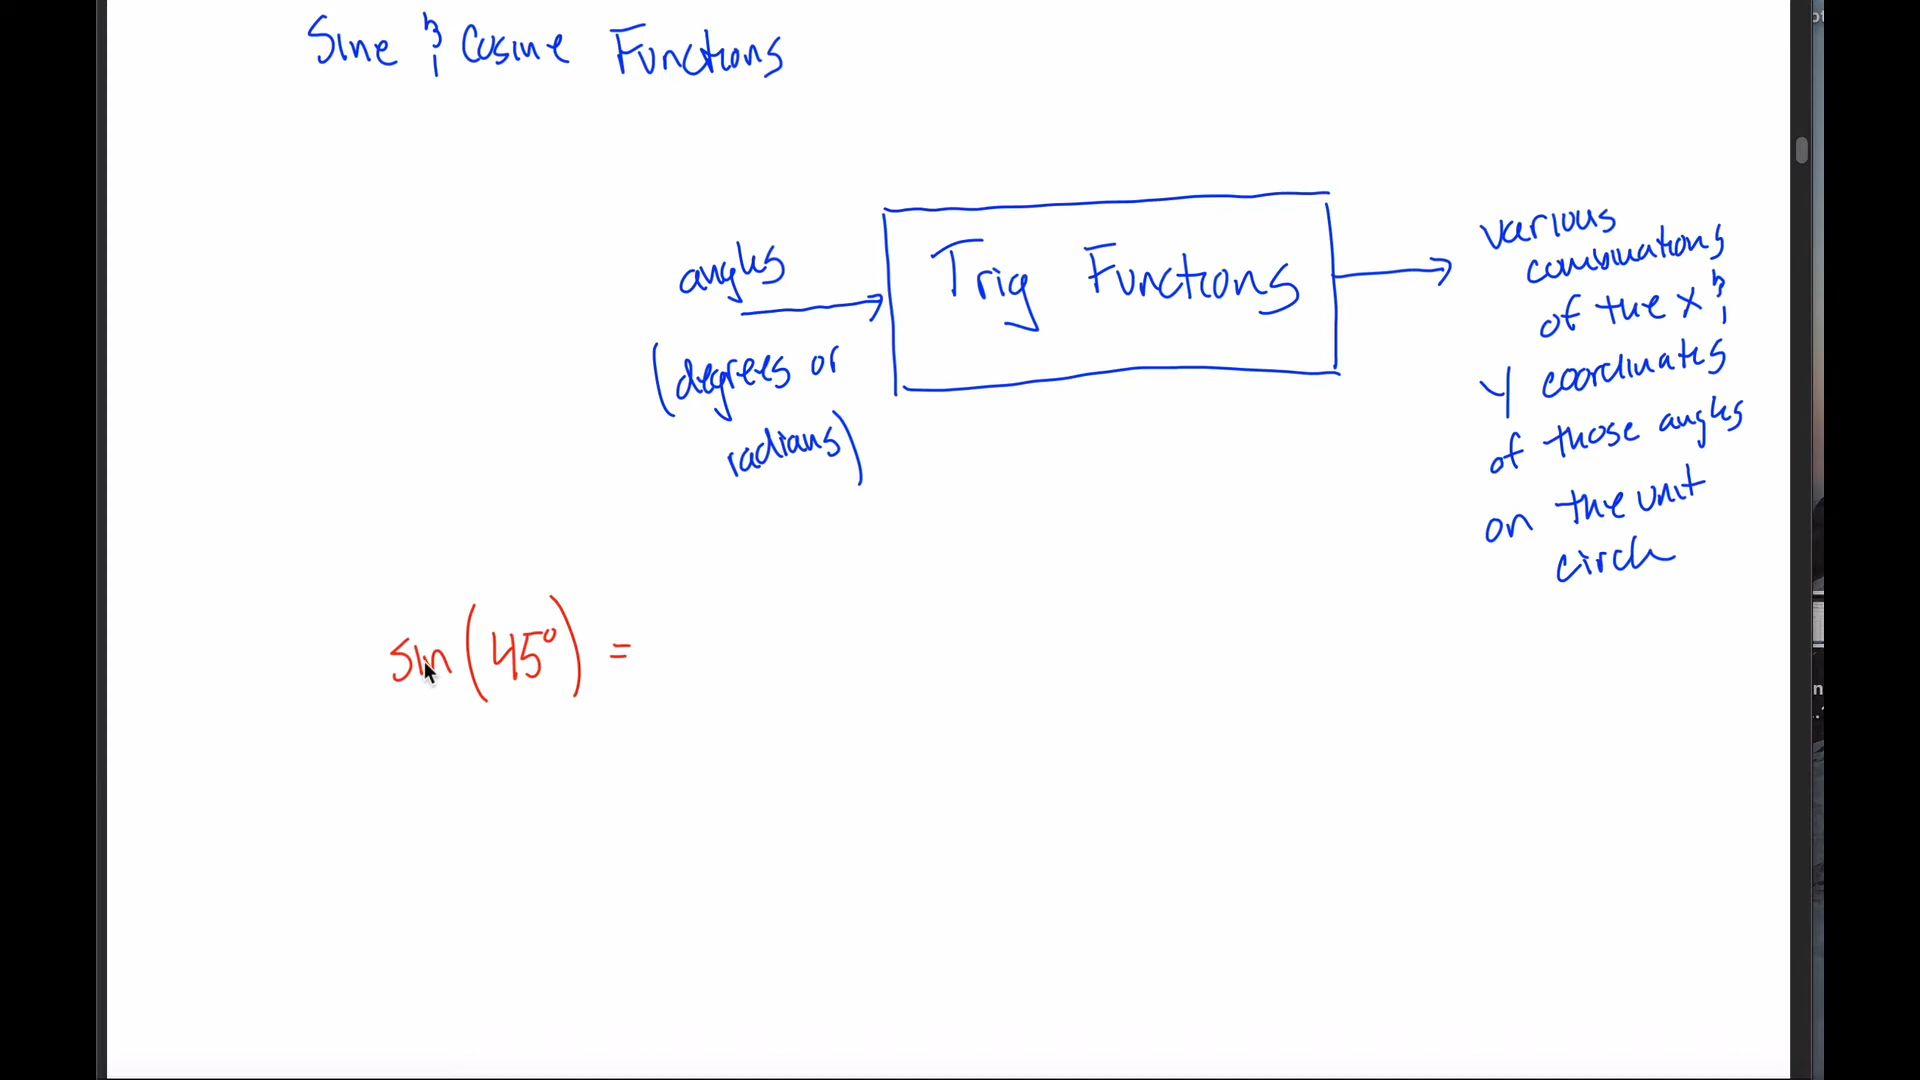 Sine & Cosine Functions
angles
(degrees or
radians)
Trig Functions
various
combinations
of the x &
y coordinates
of those angles
on the unit
circle
sin(45°) =